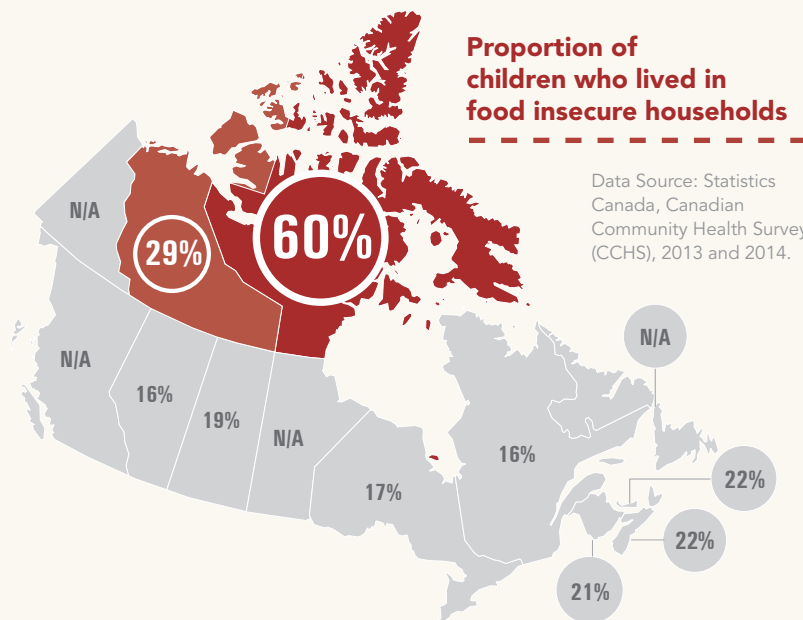 Proportion of
children who lived in
food insecure households
Data Source: Statistics
Canada, Canadian
Community Health Survey
(CCHS), 2013 and 2014.
N/A
29%
60%
N/A
N/A
16%
19%
N/A
17%
16%
22%
22%
21%